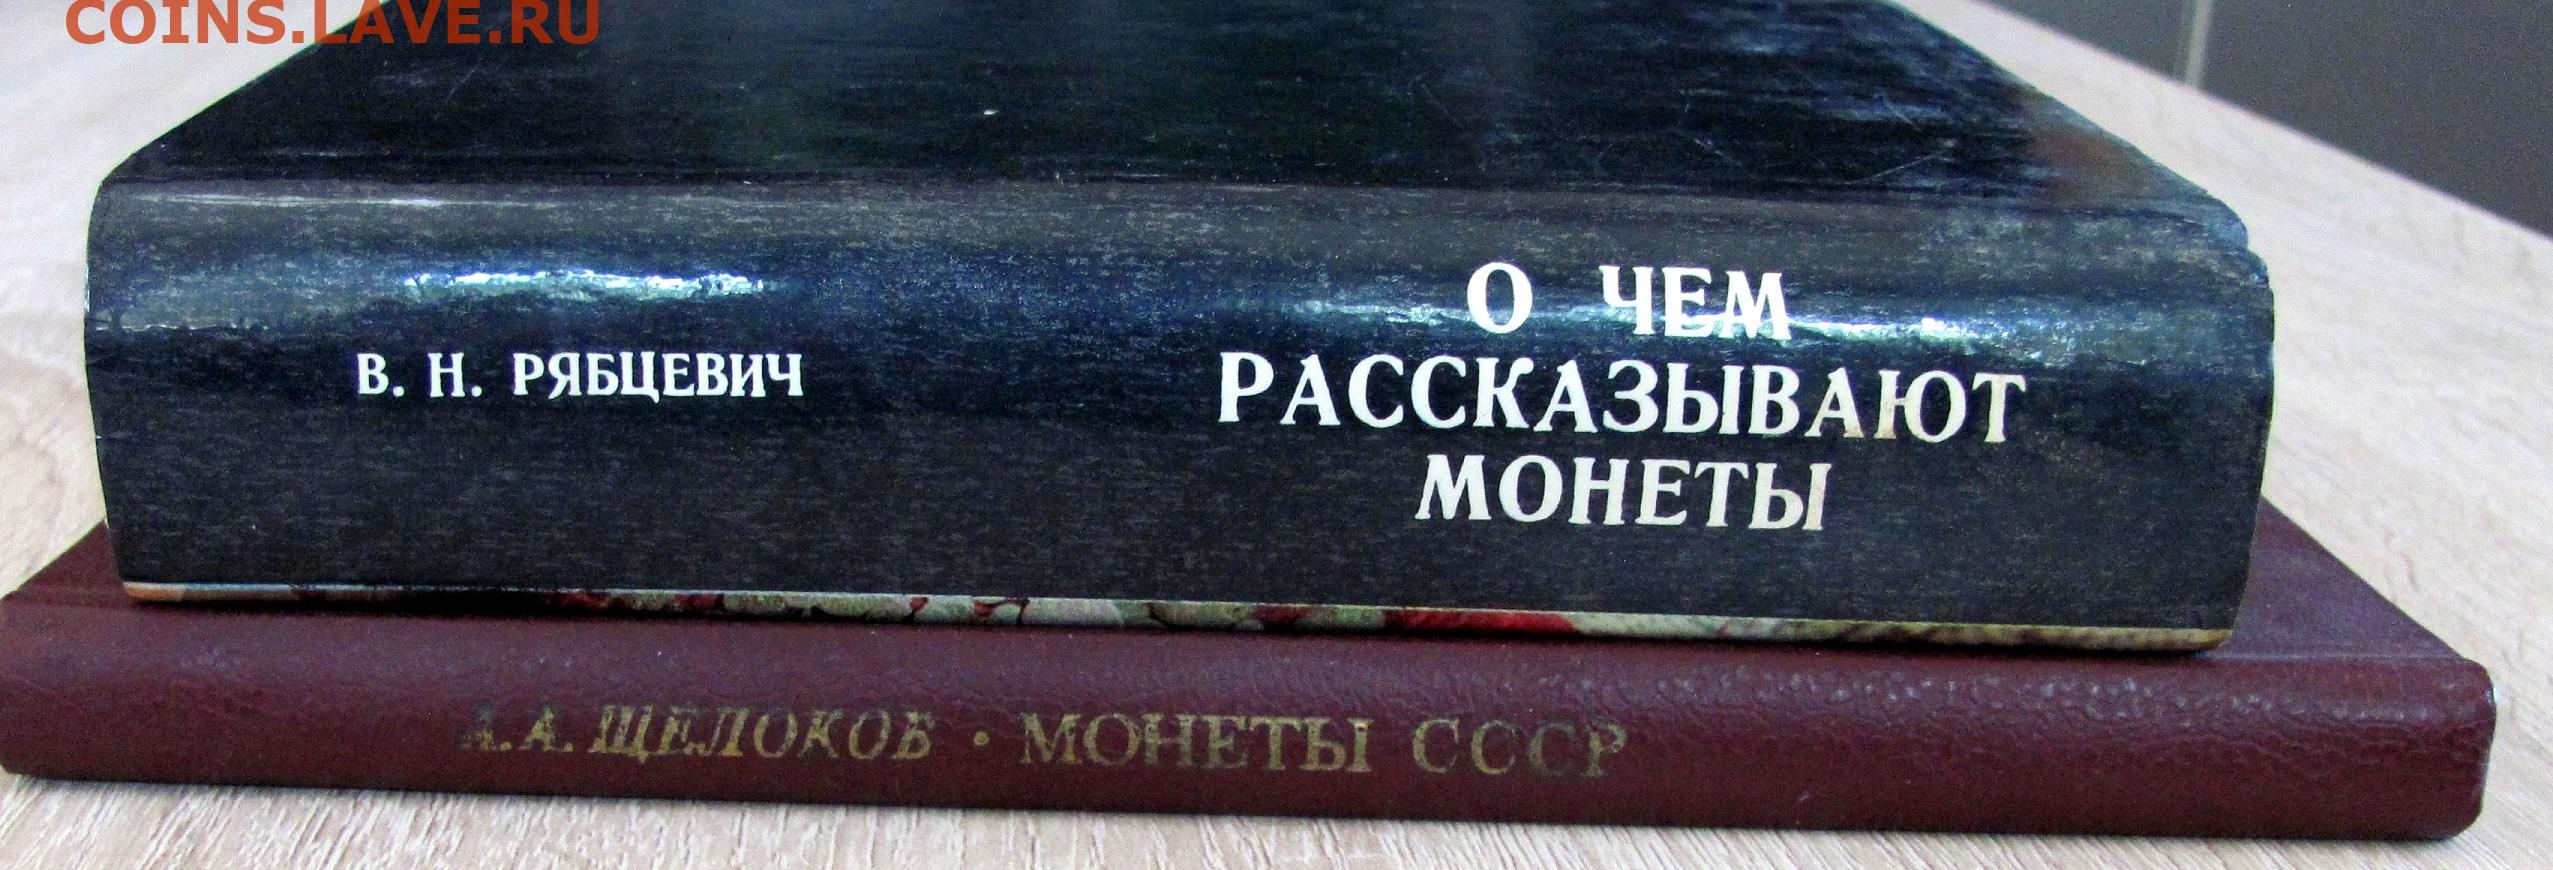 COINS.LAVE.RU
В. Н. РЯБЦЕВИЧ
О ЧЕМ
РАССКАЗЫВАЮТ
МОНЕТЫ
А.А.ЩЕЛОКОВ • МОНЕТЫ СССР